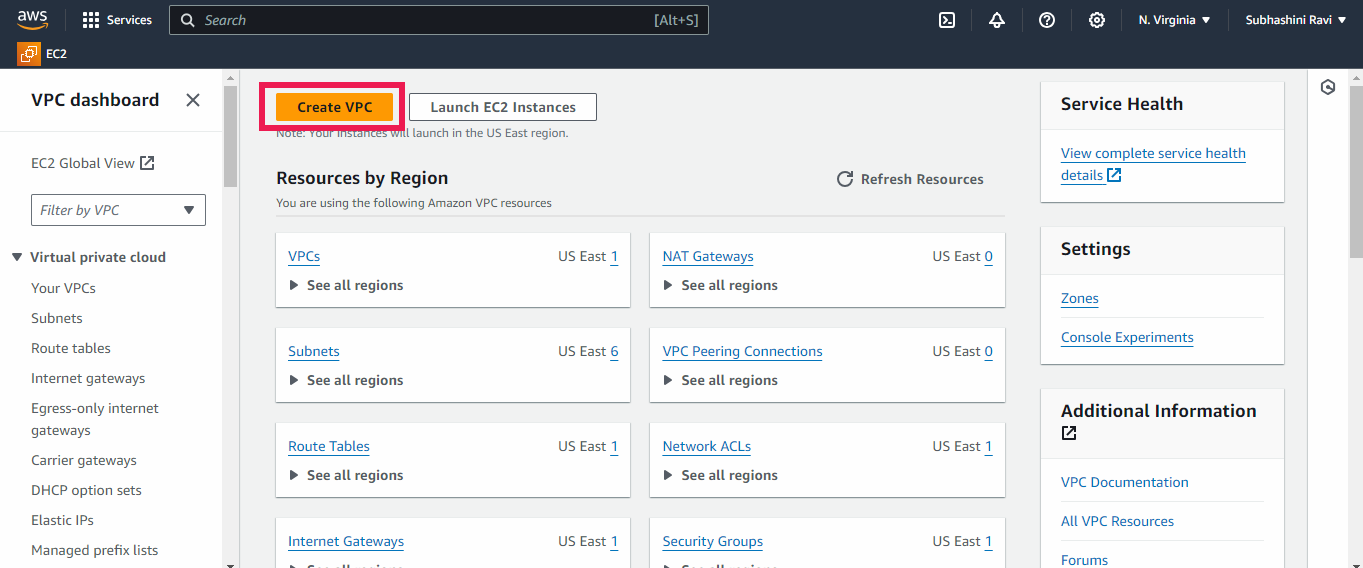 aws
Services
Search
[Alt+S]
N. Virginia
Subhashini Ravi
EC2
VPC dashboard
EC2 Global View
Filter by VPC
Virtual private cloud
Your VPCs
Subnets
Route tables
Internet gateways
Egress-only internet
gateways
Carrier gateways
DHCP option sets
Elastic IPs
Managed prefix lists
Create VPC
Launch EC2 Instances
Note: Your Instances will launch in the US East region.
Resources by Region
Refresh Resources
You are using the following Amazon VPC resources
VPCs
US East 1
See all regions
NAT Gateways
US East 0
See all regions
Subnets
US East 6
See all regions
VPC Peering Connections
US East 0
See all regions
Route Tables
US East 1
See all regions
Network ACLs
US East 1
See all regions
Internet Gateways
US East 1
See all regions
Security Groups
US East 1
See all regions
Service Health
View complete service health
details
Settings
Zones
Console Experiments
Additional Information
VPC Documentation
All VPC Resources
Forums